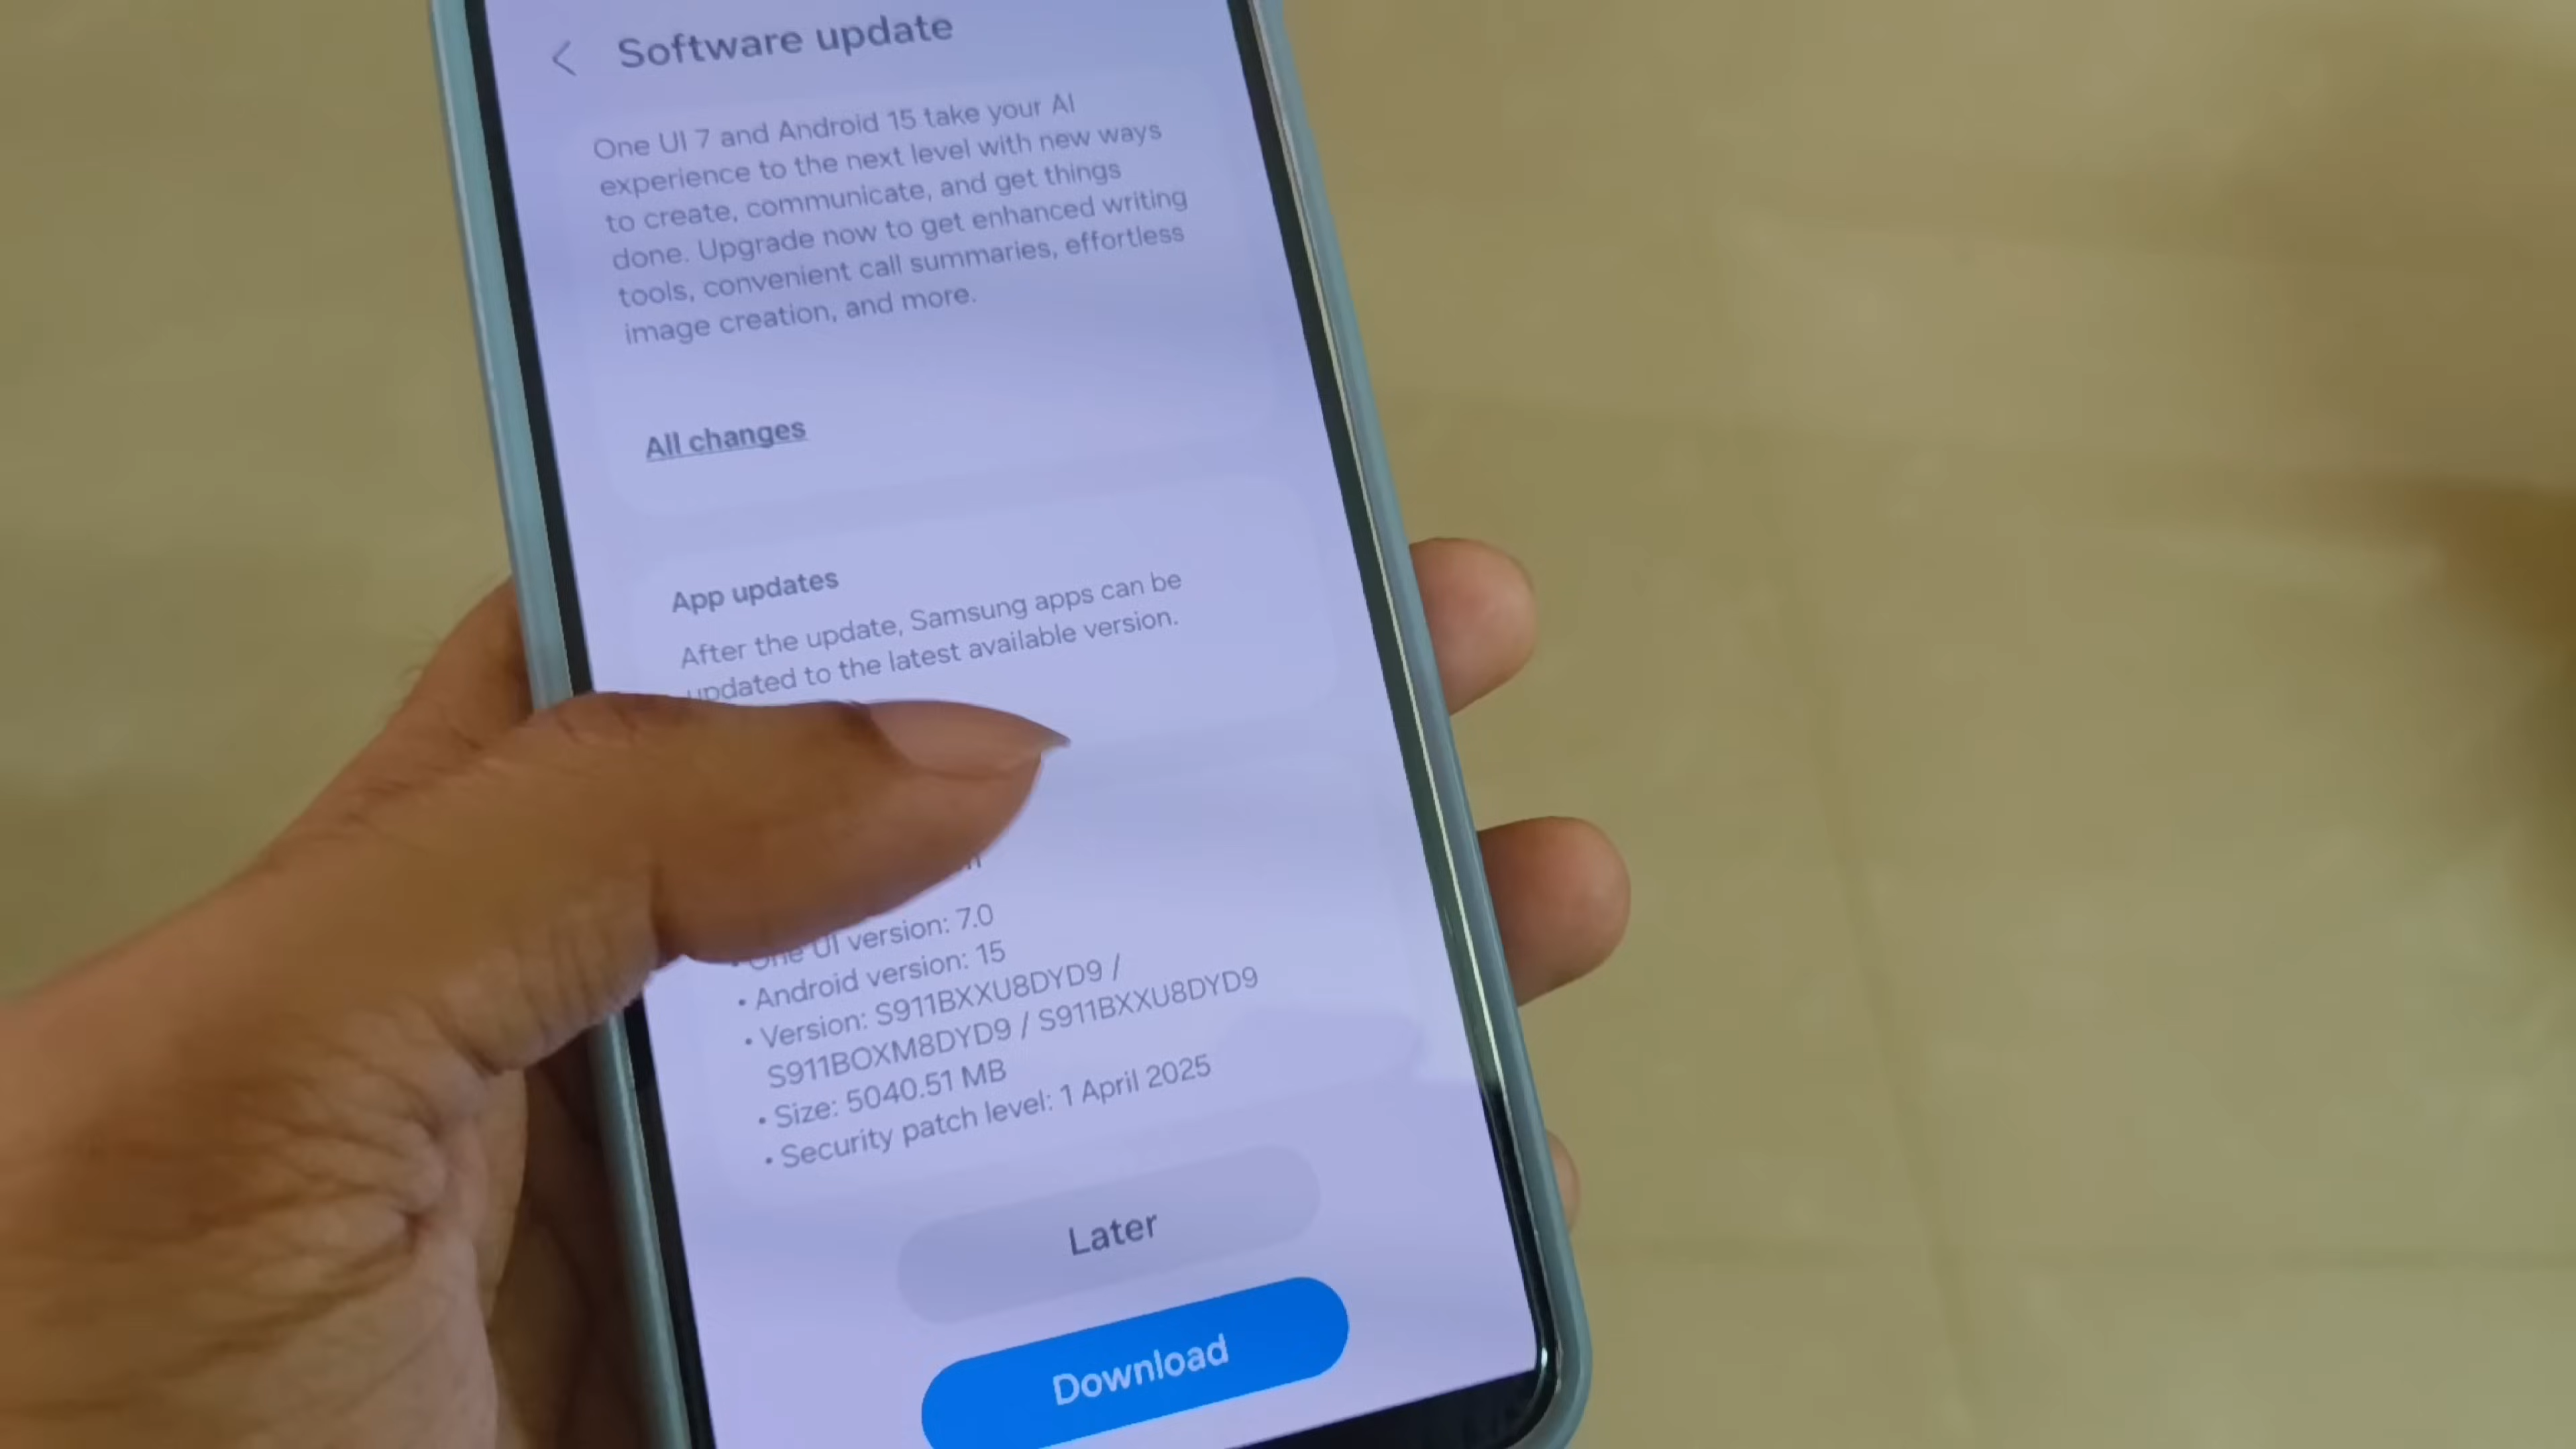 Software update
One UI 7 and Android 15 take your AI
experience to the next level with new ways
to create, communicate, and get things
done. Upgrade now to get enhanced writing
tools, convenient call summaries, effortless
image creation, and more.
All changes
App updates
After the update, Samsung apps can be
updated to the latest available version.
• One UI version: 7.0
• Android version: 15
• Version: S911BXXU8DYD9 /
S911BOXM8DYD9 / S911BXXU8DYD9
• Size: 5040.51 MB
• Security patch level: 1 April 2025
Later
Download